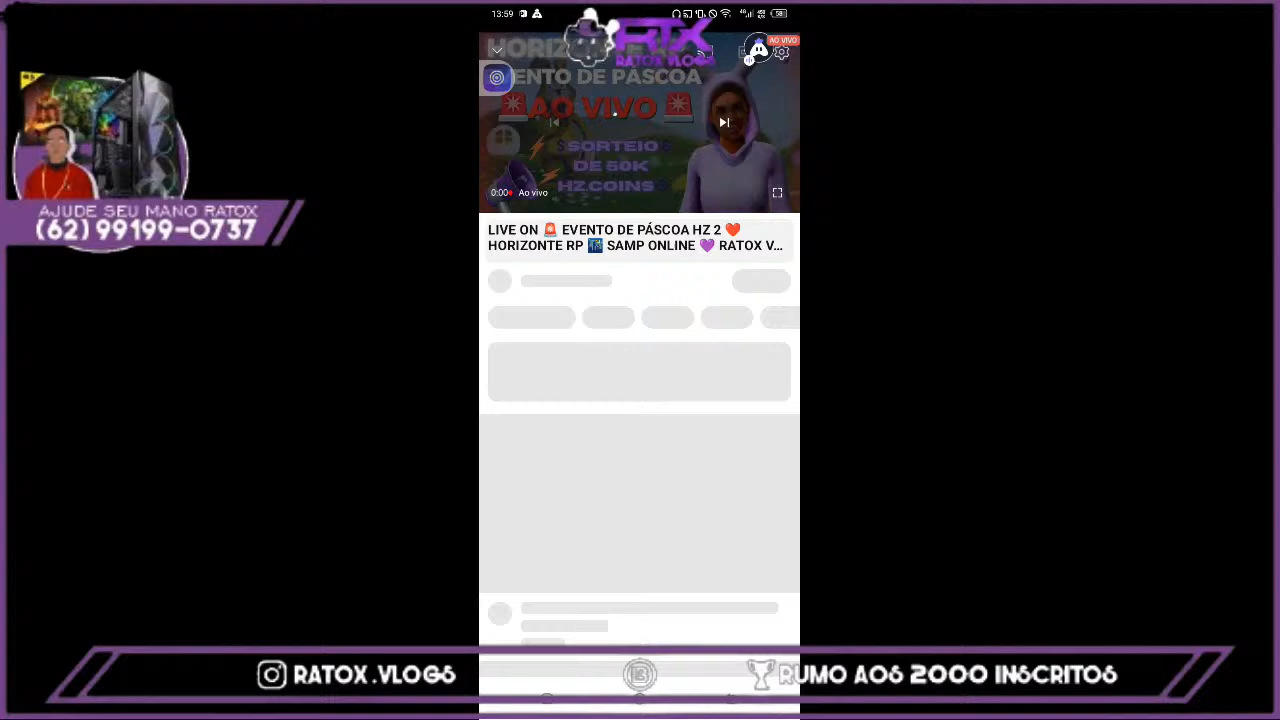 13:59
58
RTX
RATOX VLOGS
AO VIVO
EVENTO DE PÁSCOA
🚨AO VIVO🚨
$SORTEIO$
DE 50K
HZ.COINS
0:00 Ao vivo
LIVE ON 🚨 EVENTO DE PÁSCOA HZ 2 ❤️
HORIZONTE RP 🌃 SAMP ONLINE 💜 RATOX V...
AJUDE SEU MANO RATOX
(62) 99199-0737
RATOX.VLOGS
RUMO AOS 2000 INSCRITOS